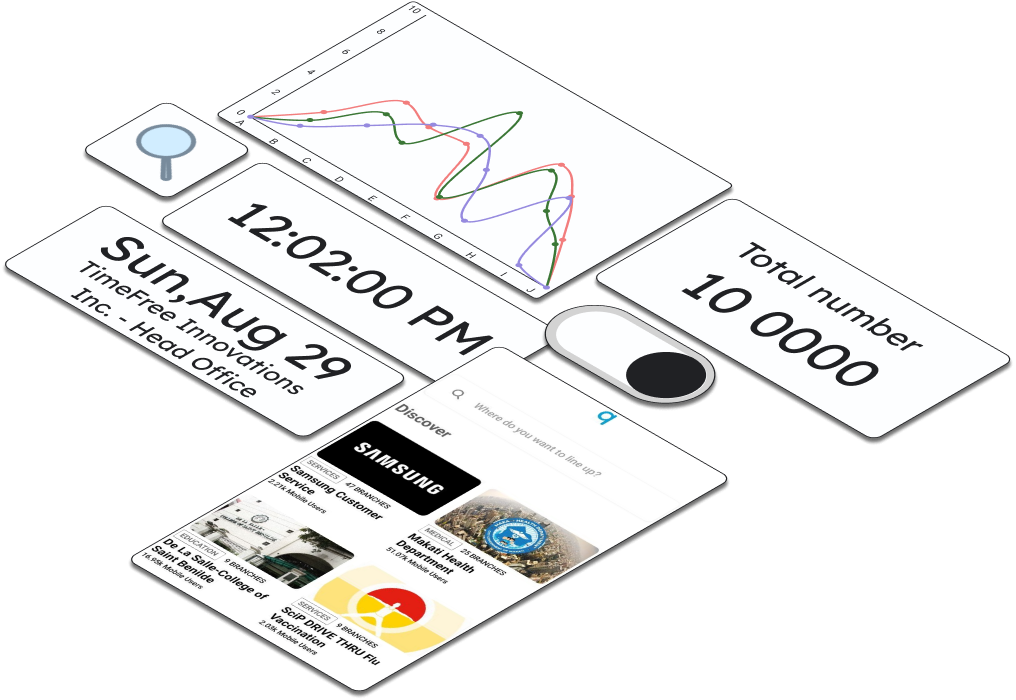 10
8
6
4
2
0
A
B
C
D
E
F
G
H
I
J
12:02:00 PM
Sun,Aug 29
TimeFree Innovations
Inc. - Head Office
Total number
10 0000
q
Where do you want to line up?
Discover
SAMSUNG
SERVICES 47 BRANCHES
Samsung Customer
Service
2.21k Mobile Users
MEDICAL 25 BRANCHES
Makati Health
Department
51.07k Mobile Users
EDUCATION 9 BRANCHES
De La Salle-College of
Saint Benilde
16.95k Mobile Users
SERVICES 9 BRANCHES
SciP DRIVE THRU Flu
Vaccination
2.03k Mobile Users